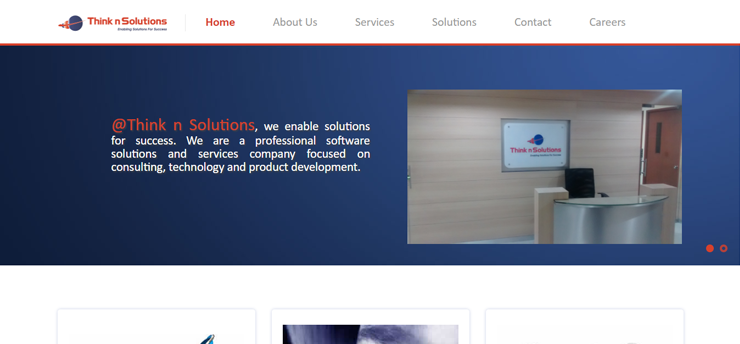 Think n Solutions
Enabling Solutions For Success
Home
About Us
Services
Solutions
Contact
Careers
@Think n Solutions, we enable solutions
for success. We are a professional software
solutions and services company focused on
consulting, technology and product development.
Think n Solutions
Enabling Solutions For Success